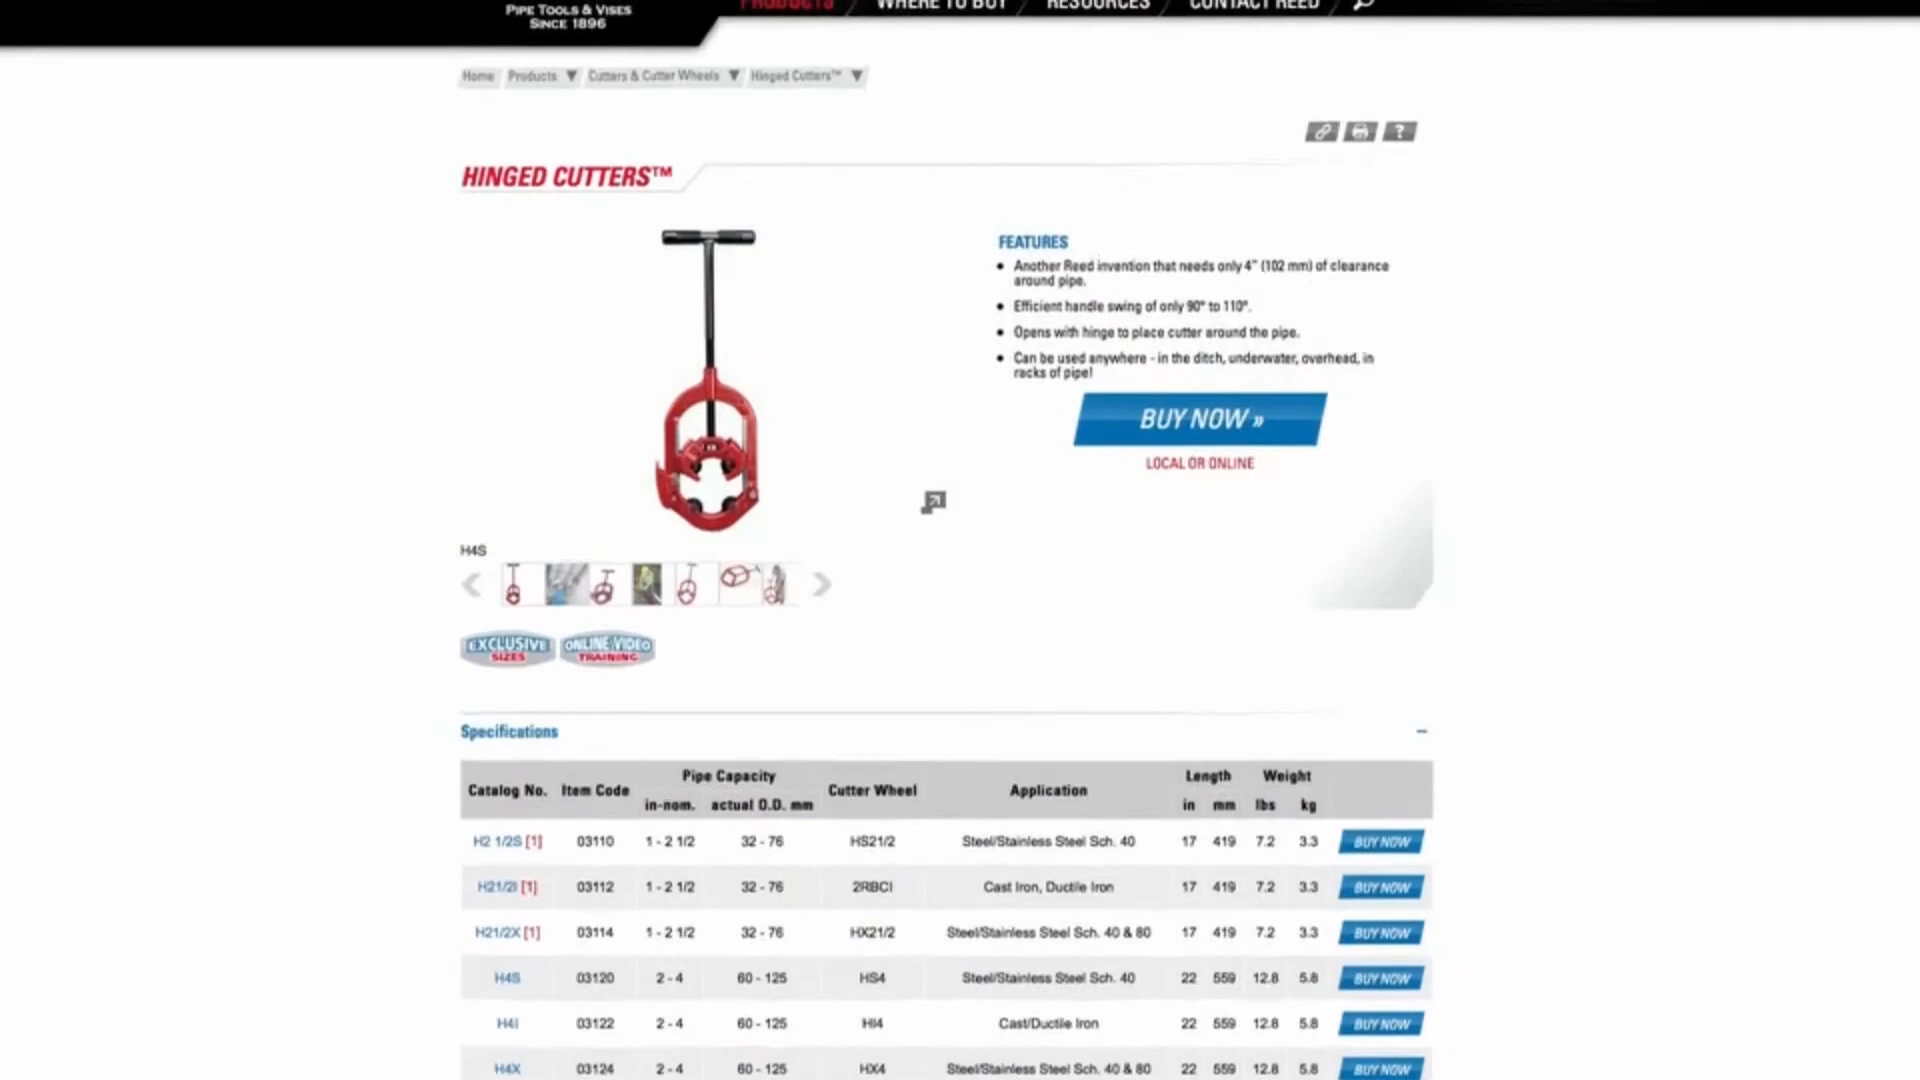 PIPE TOOLS & VISES
SINCE 1896
PRODUCTS WHERE TO BUY RESOURCES CONTACT REED
Home Products ▼ Cutters & Cutter Wheels ▼ Hinged Cutters™ ▼
?
HINGED CUTTERS™
FEATURES
• Another Reed invention that needs only 4" (102 mm) of clearance
around pipe.
• Efficient handle swing of only 90° to 110°.
• Opens with hinge to place cutter around the pipe.
• Can be used anywhere - in the ditch, underwater, overhead, in
racks of pipe!
BUY NOW »
LOCAL OR ONLINE
H4S
EXCLUSIVE SIZES
ONLINE VIDEO TRAINING
Specifications
Catalog No. Item Code Pipe Capacity Cutter Wheel Application Length Weight
in-nom. actual O.D. mm in mm lbs kg
H2 1/2S [1] 03110 1 - 2 1/2 32 - 76 HS21/2 Steel/Stainless Steel Sch. 40 17 419 7.2 3.3 BUY NOW
H21/2I [1] 03112 1 - 2 1/2 32 - 76 2RBCI Cast Iron, Ductile Iron 17 419 7.2 3.3 BUY NOW
H21/2X [1] 03114 1 - 2 1/2 32 - 76 HX21/2 Steel/Stainless Steel Sch. 40 & 80 17 419 7.2 3.3 BUY NOW
H4S 03120 2 - 4 60 - 125 HS4 Steel/Stainless Steel Sch. 40 22 559 12.8 5.8 BUY NOW
H4I 03122 2 - 4 60 - 125 HI4 Cast/Ductile Iron 22 559 12.8 5.8 BUY NOW
H4X 03124 2 - 4 60 - 125 HX4 Steel/Stainless Steel Sch. 40 & 80 22 559 12.8 5.8 BUY NOW